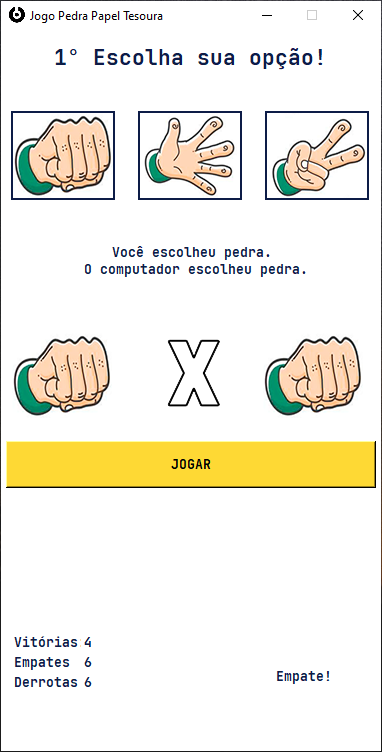 Jogo Pedra Papel Tesoura
1° Escolha sua opção!
Você escolheu pedra.
O computador escolheu pedra.
X
JOGAR
Vitórias 4
Empates 6
Derrotas 6
Empate!